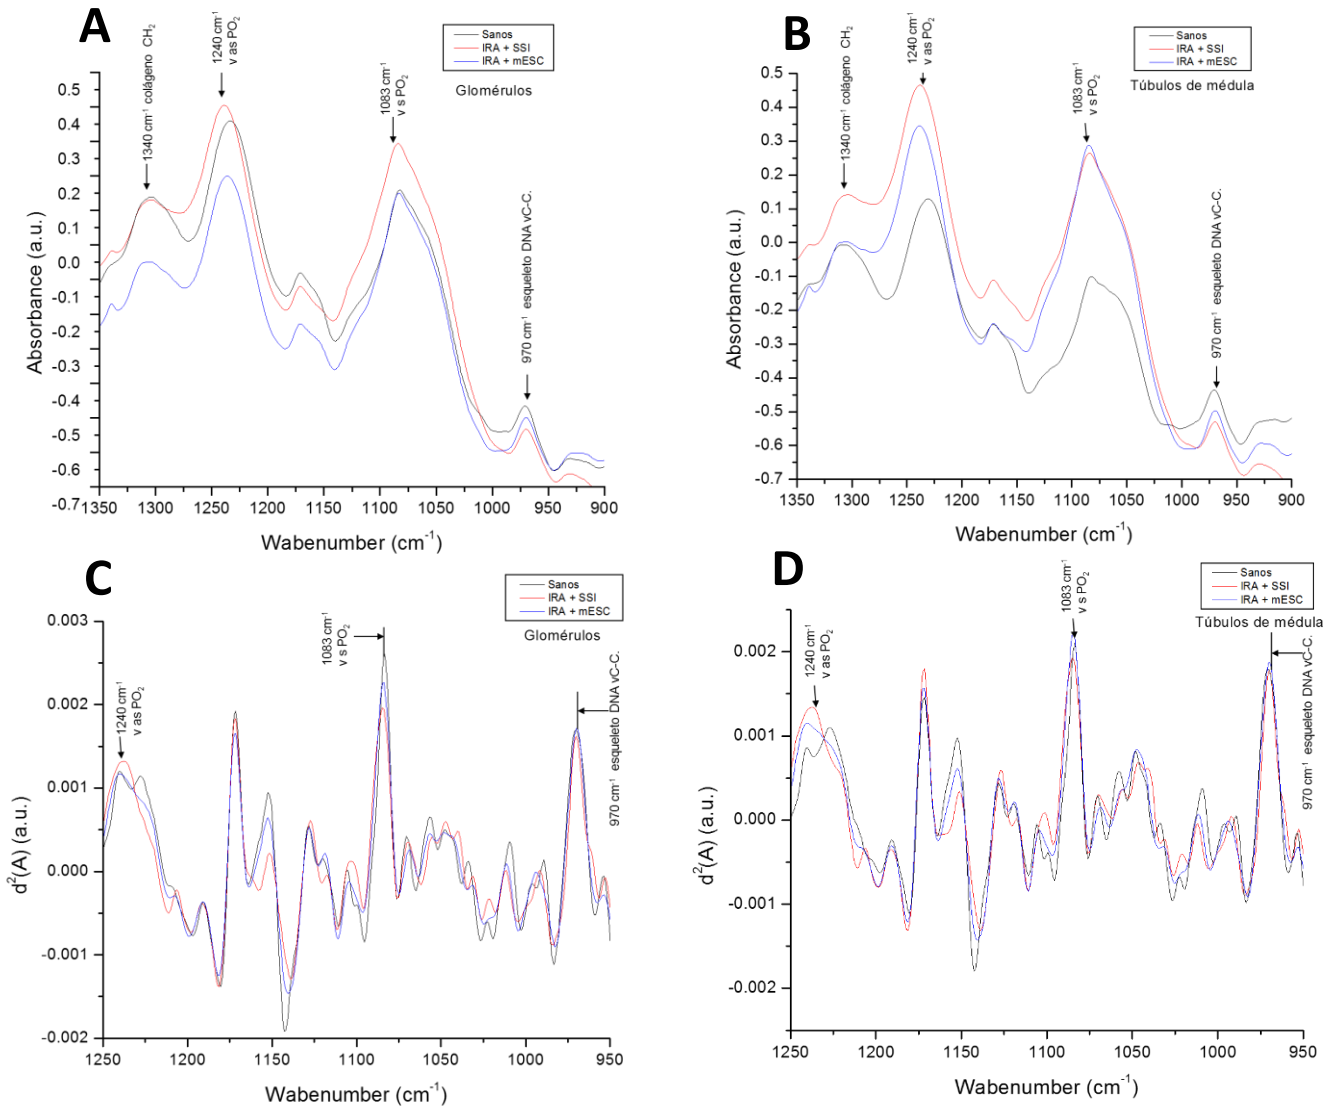 A
Sanos
IRA + SSI
IRA + mESC
Glomérulos
1340 cm-1 colágeno CH2
1240 cm-1
v as PO2
1083 cm-1
v s PO2
970 cm-1 esqueleto DNA vC-C.
Absorbance (a.u.)
0.5
0.4
0.3
0.2
0.1
0.0
-0.1
-0.2
-0.3
-0.4
-0.5
-0.6
-0.7
1350 1300 1250 1200 1150 1100 1050 1000 950 900
Wabenumber (cm-1)
B
Sanos
IRA + SSI
IRA + mESC
Túbulos de médula
1340 cm-1 colágeno CH2
1240 cm-1
v as PO2
1083 cm-1
v s PO2
970 cm-1 esqueleto DNA vC-C.
Absorbance (a.u.)
0.5
0.4
0.3
0.2
0.1
0.0
-0.1
-0.2
-0.3
-0.4
-0.5
-0.6
-0.7
1350 1300 1250 1200 1150 1100 1050 1000 950 900
Wabenumber (cm-1)
C
Sanos
IRA + SSI
IRA + mESC
Glomérulos
1240 cm-1
v as PO2
1083 cm-1
v s PO2
970 cm-1 esqueleto DNA vC-C.
d2(A) (a.u.)
0.003
0.002
0.001
0.000
-0.001
-0.002
1250 1200 1150 1100 1050 1000 950
Wabenumber (cm-1)
D
Sanos
IRA + SSI
IRA + mESC
Túbulos de médula
1240 cm-1
v as PO2
1083 cm-1
v s PO2
970 cm-1 esqueleto DNA vC-C.
d2(A) (a.u.)
0.002
0.001
0.000
-0.001
-0.002
1250 1200 1150 1100 1050 1000 950
Wabenumber (cm-1)